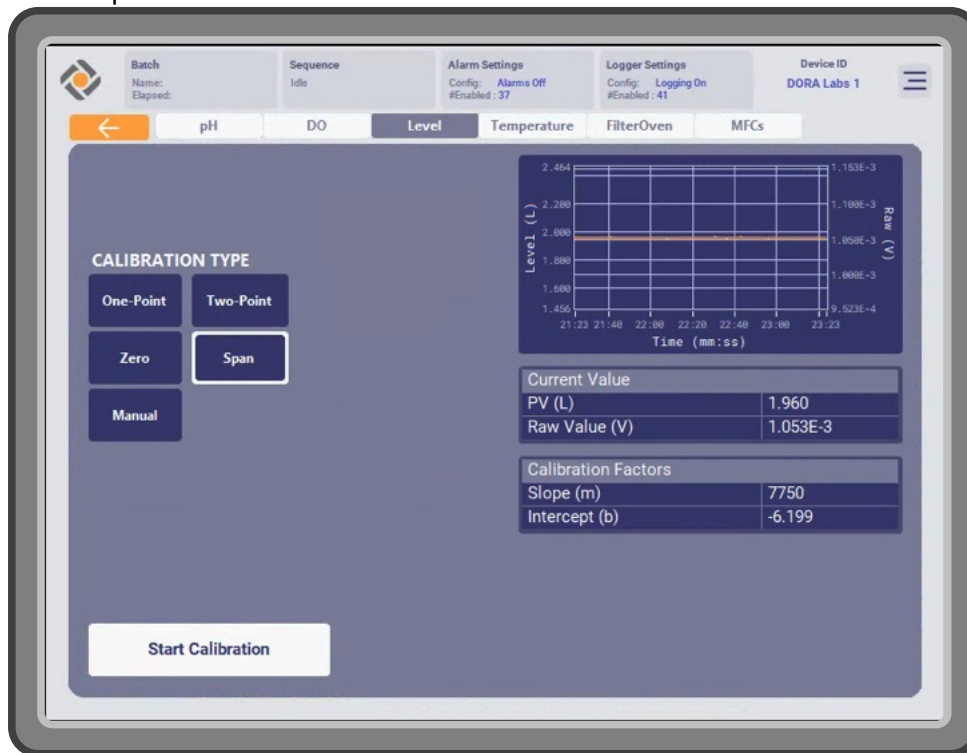 Batch
Name:
Elapsed:
Sequence
Idle
Alarm Settings
Config: Alarms Off
#Enabled : 37
Logger Settings
Config: Logging On
#Enabled : 41
Device ID
DORA Labs 1
pH DO Level Temperature FilterOven MFCs
CALIBRATION TYPE
One-Point Two-Point
Zero Span
Manual
Start Calibration
Level (L)
2.464
2.200
2.000
1.800
1.600
1.456
1.153E-3
1.100E-3
1.050E-3
1.000E-3
9.523E-4
Raw (V)
21:23 21:40 22:00 22:20 22:40 23:00 23:23
Time (mm:ss)
Current Value
PV (L) 1.960
Raw Value (V) 1.053E-3
Calibration Factors
Slope (m) 7750
Intercept (b) -6.199